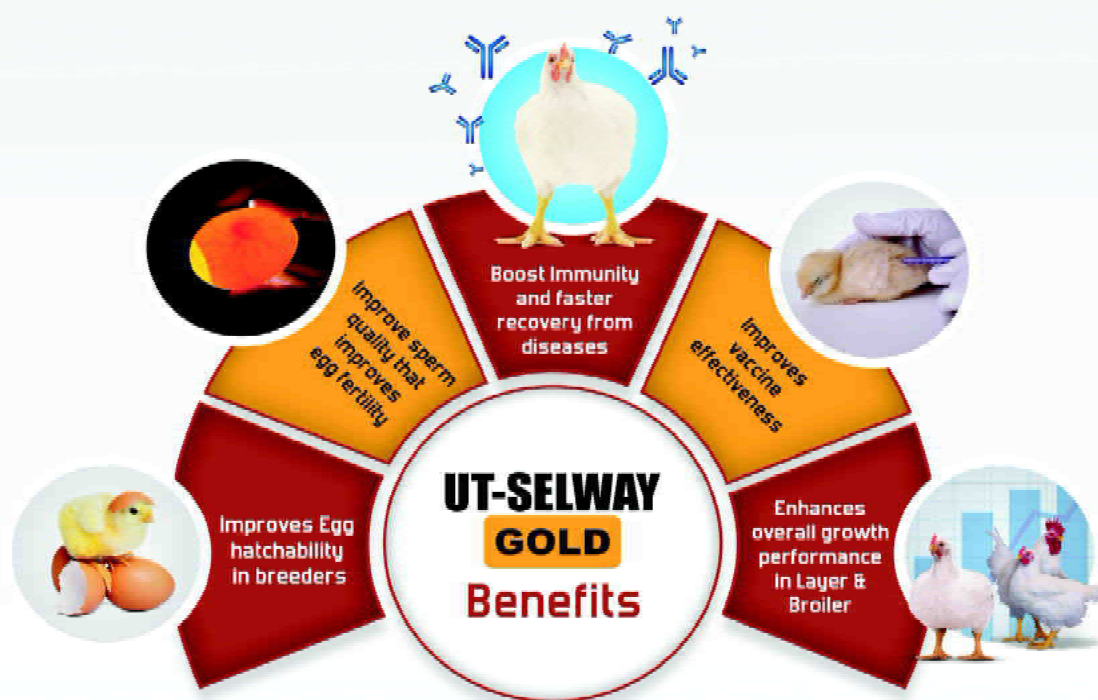 Improves Egg
hatchability
in breeders
Improve sperm
quality that
improves
egg fertility
Boost Immunity
and faster
recovery from
diseases
Improves
vaccine
effectiveness
Enhances
overall growth
performance
in Layer &
Broiler
UT-SELWAY
GOLD
Benefits